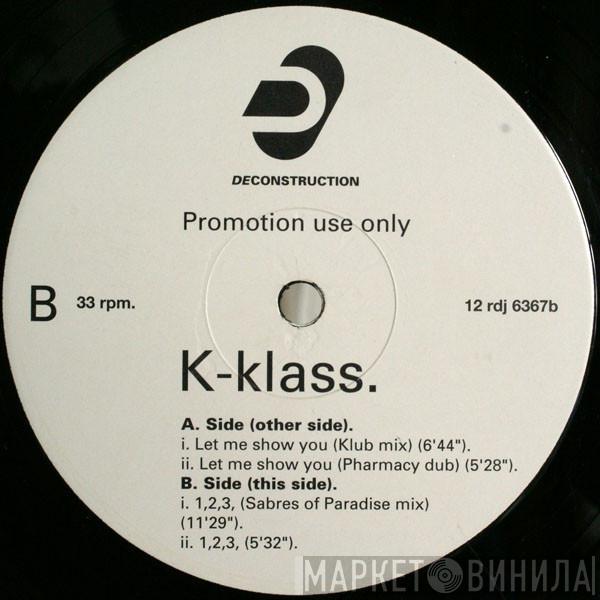 DECONSTRUCTION
Promotion use only
B 33 rpm. 12 rdj 6367b
K-klass.
A. Side (other side).
i. Let me show you (Klub mix) (6'44").
ii. Let me show you (Pharmacy dub) (5'28").
B. Side (this side).
i. 1,2,3, (Sabres of Paradise mix)
(11'29").
ii. 1,2,3, (5'32").
МАРКЕТ ВИНИЛА